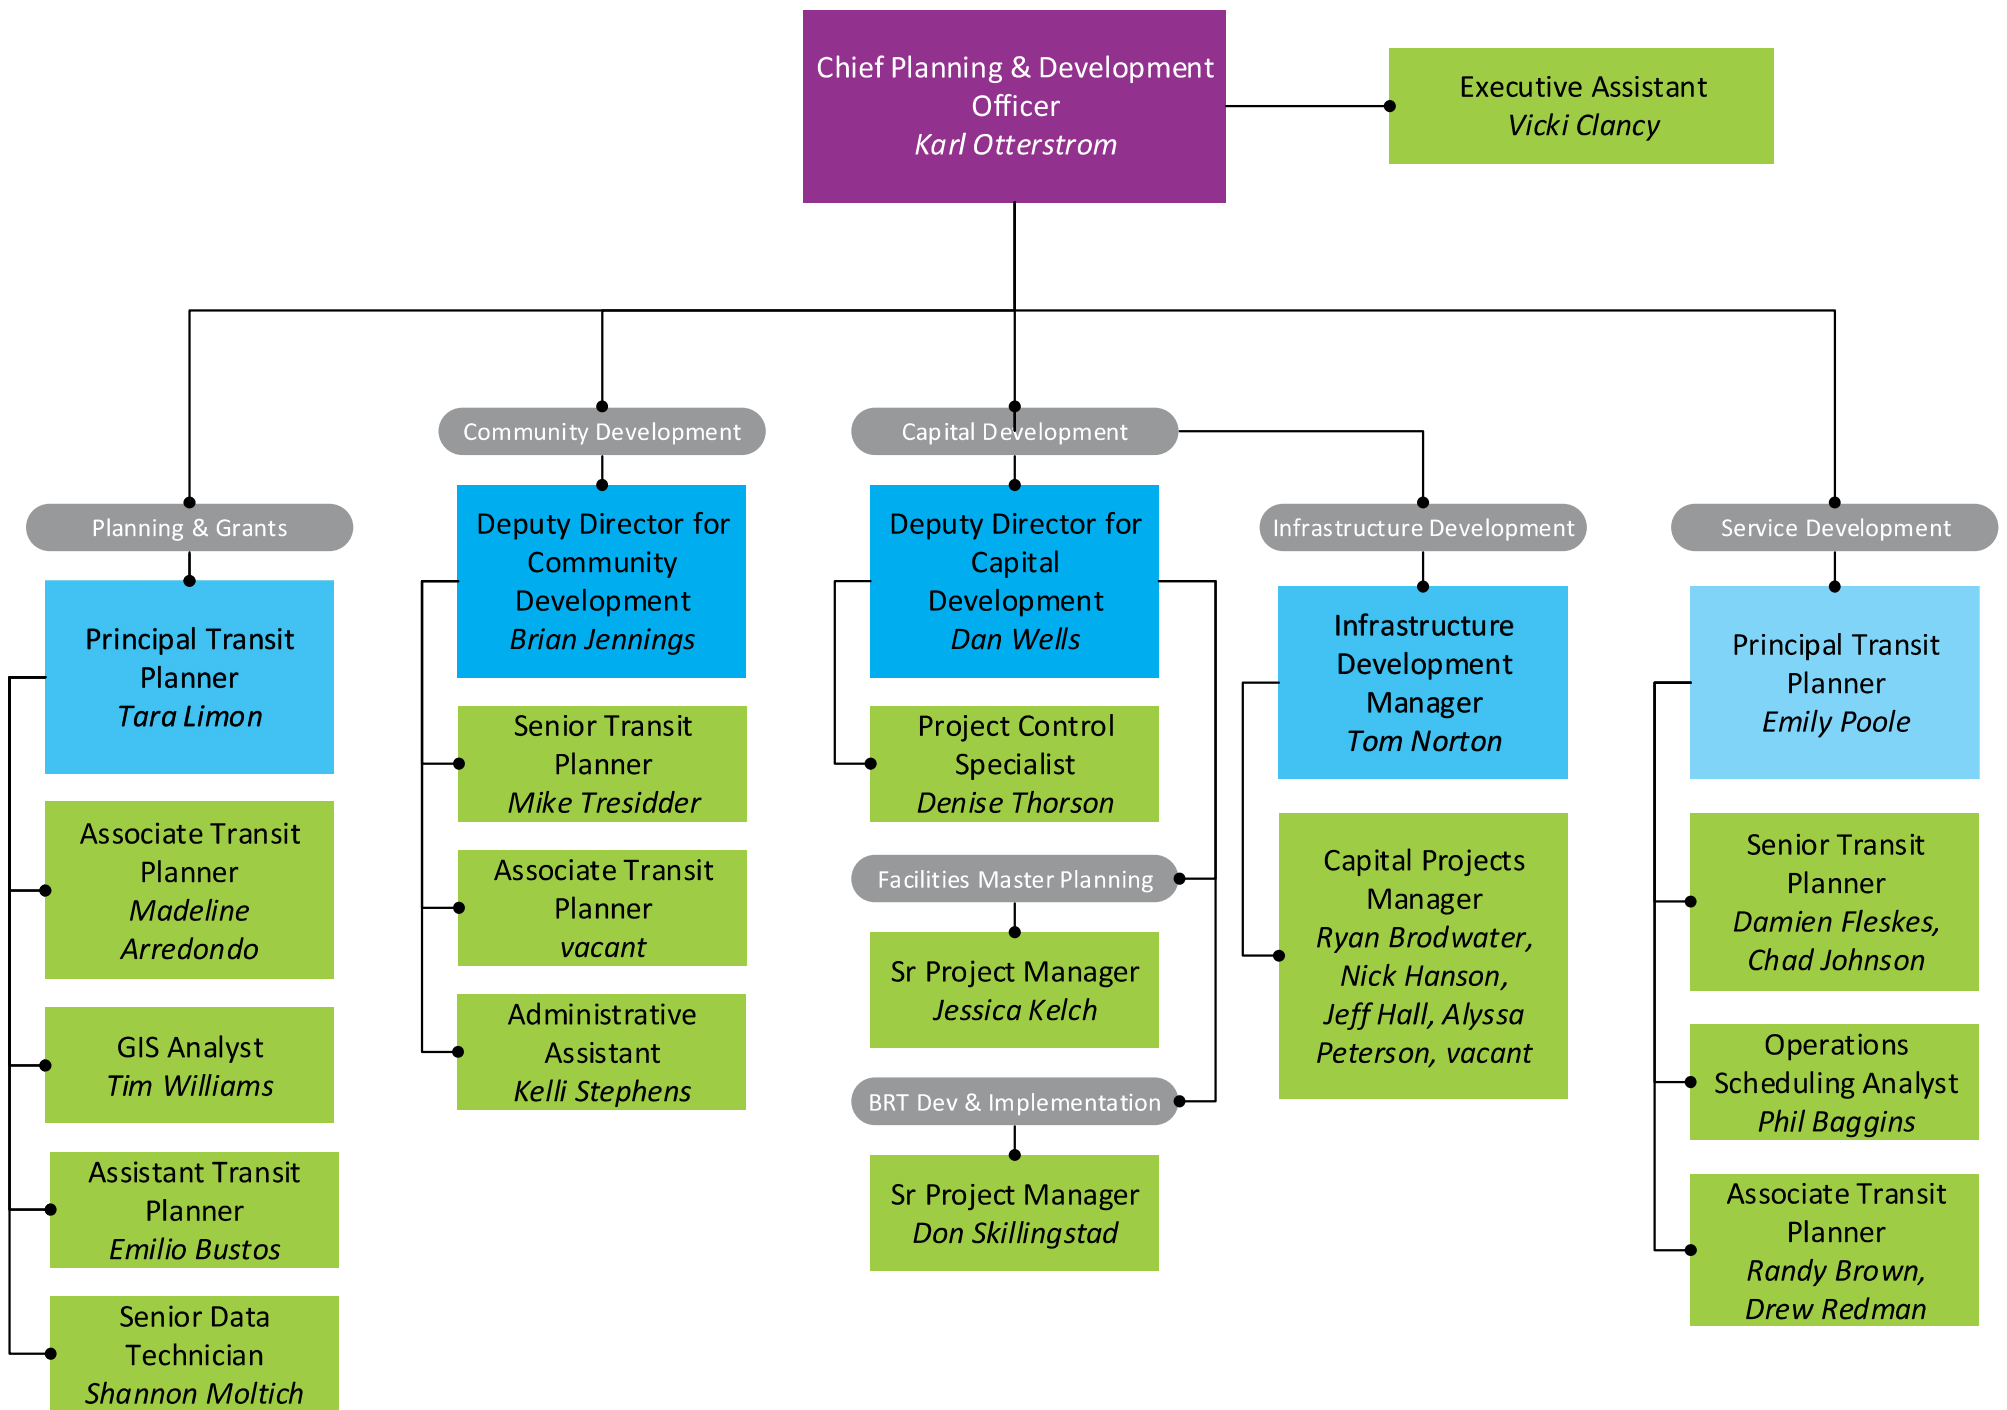 Chief Planning & Development
Officer
Karl Otterstrom
Executive Assistant
Vicki Clancy
Planning & Grants
Principal Transit
Planner
Tara Limon
Associate Transit
Planner
Madeline
Arredondo
GIS Analyst
Tim Williams
Assistant Transit
Planner
Emilio Bustos
Senior Data
Technician
Shannon Moltich
Community Development
Deputy Director for
Community
Development
Brian Jennings
Senior Transit
Planner
Mike Tresidder
Associate Transit
Planner
vacant
Administrative
Assistant
Kelli Stephens
Capital Development
Deputy Director for
Capital
Development
Dan Wells
Project Control
Specialist
Denise Thorson
Facilities Master Planning
Sr Project Manager
Jessica Kelch
BRT Dev & Implementation
Sr Project Manager
Don Skillingstad
Infrastructure Development
Infrastructure
Development
Manager
Tom Norton
Capital Projects
Manager
Ryan Brodwater,
Nick Hanson,
Jeff Hall, Alyssa
Peterson, vacant
Service Development
Principal Transit
Planner
Emily Poole
Senior Transit
Planner
Damien Fleskes,
Chad Johnson
Operations
Scheduling Analyst
Phil Baggins
Associate Transit
Planner
Randy Brown,
Drew Redman